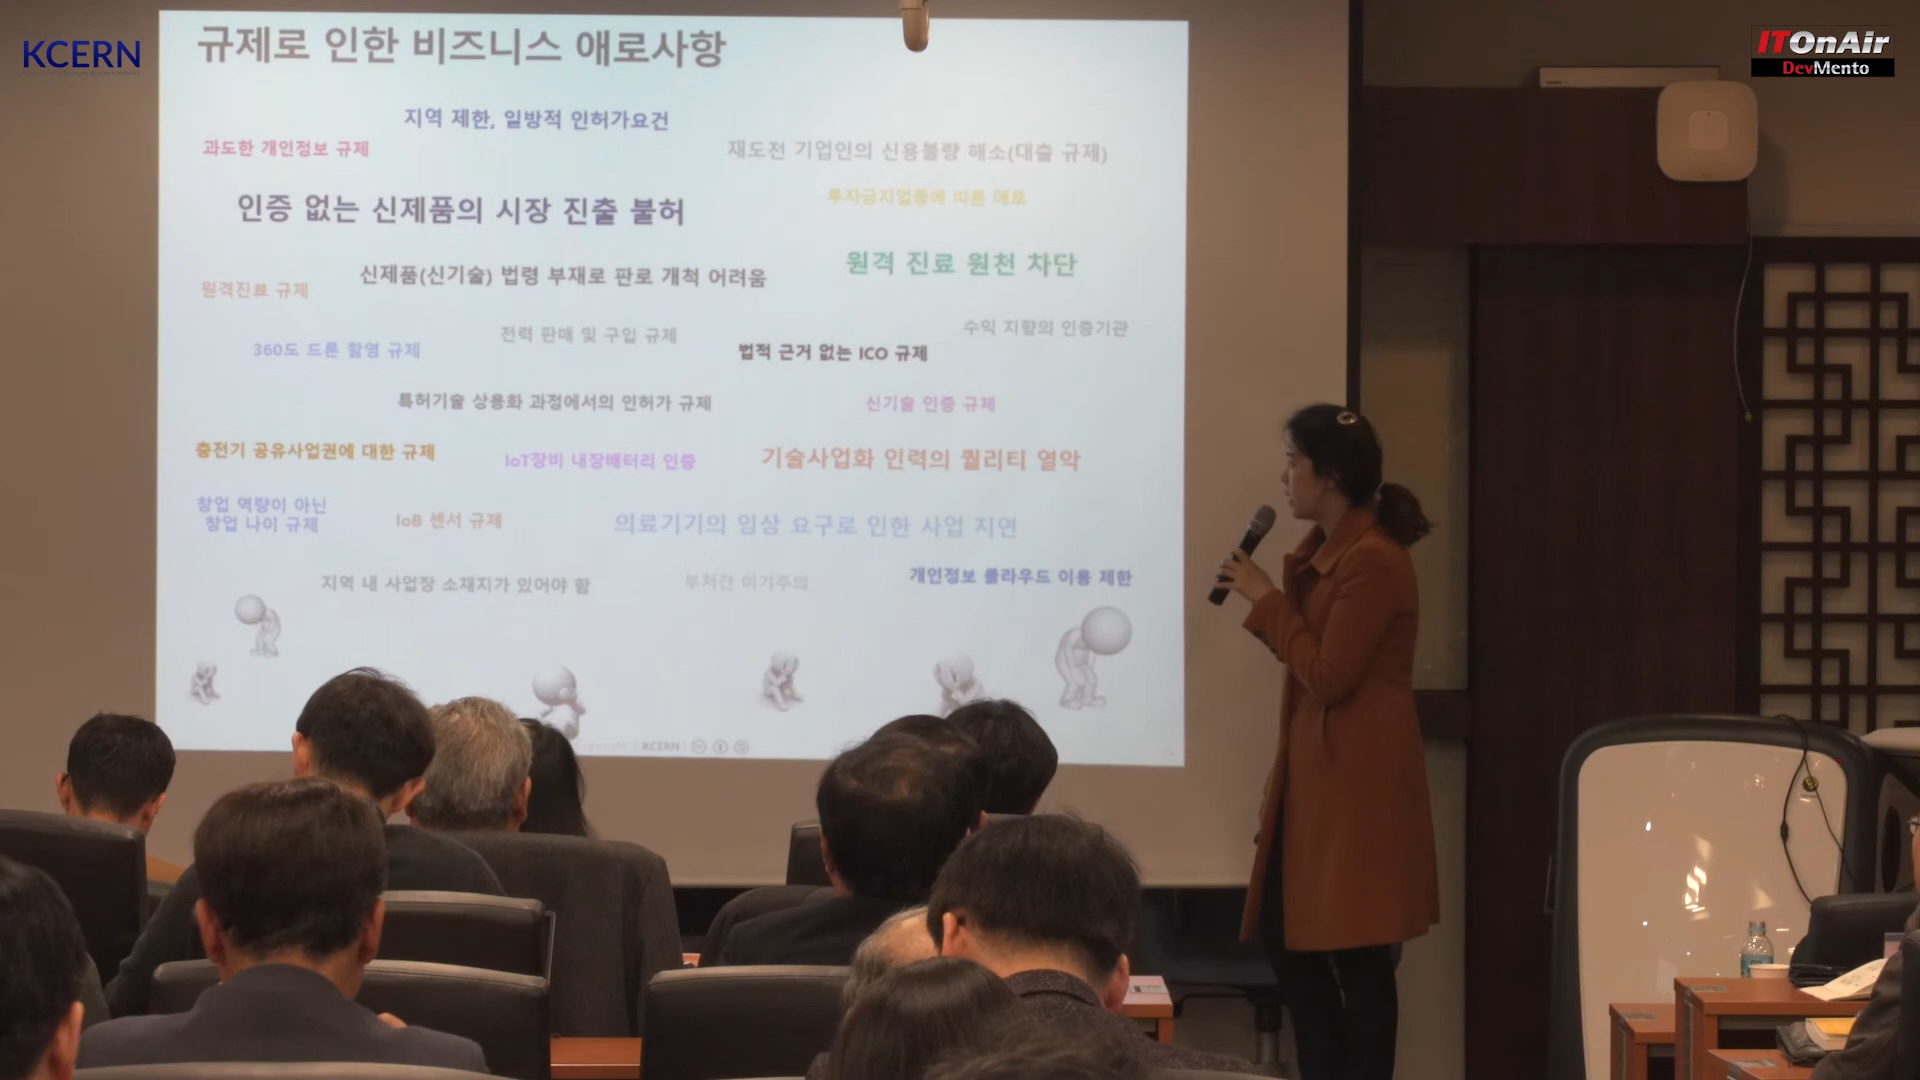 KCERN
ITOnAir
DevMento
규제로 인한 비즈니스 애로사항
지역 제한, 일방적 인허가요건
과도한 개인정보 규제
재도전 기업인의 신용불량 해소(대출 규제)
인증 없는 신제품의 시장 진출 불허
투자금지업종에 따른 애로
원격 진료 원천 차단
신제품(신기술) 법령 부재로 판로 개척 어려움
원격진료 규제
수익 지향의 인증기관
전력 판매 및 구입 규제
360도 드론 촬영 규제
법적 근거 없는 ICO 규제
특허기술 상용화 과정에서의 인허가 규제
신기술 인증 규제
충전기 공유사업권에 대한 규제
IoT장비 내장배터리 인증
기술사업화 인력의 퀄리티 열악
창업 역량이 아닌
창업 나이 규제
IoB 센서 규제
의료기기의 임상 요구로 인한 사업 지연
지역 내 사업장 소재지가 있어야 함
부처간 이기주의
개인정보 클라우드 이용 제한
KCERN